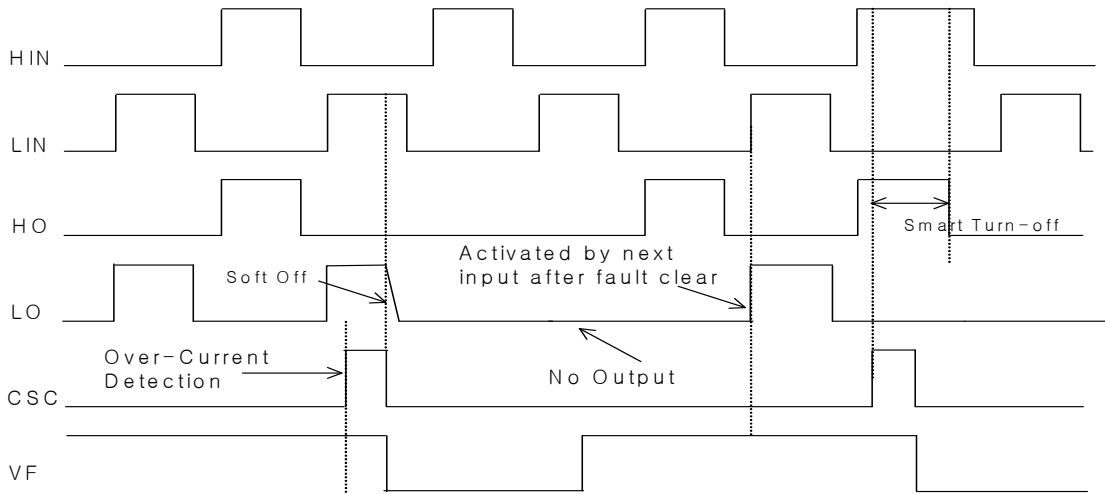 HIN
LIN
HO
Smart Turn-off
Activated by next
input after fault clear
Soft Off
LO
Over-Current
Detection
No Output
CSC
VF